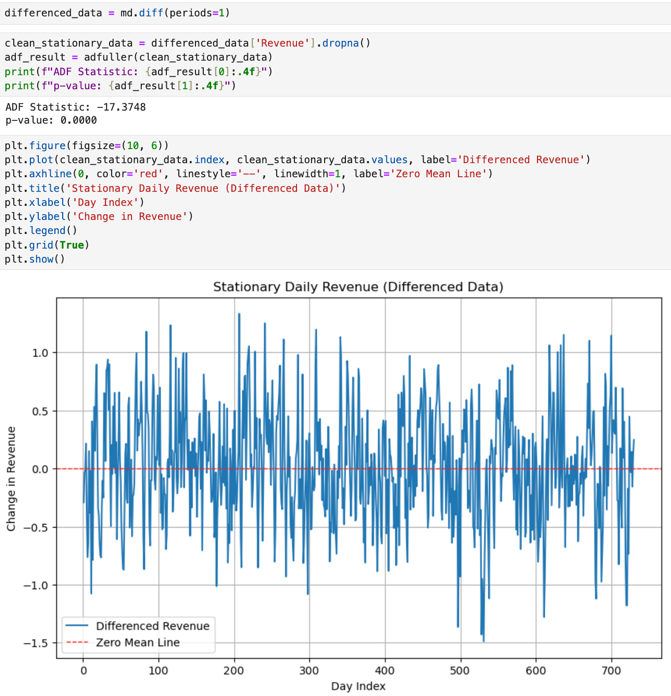 differenced_data = md.diff(periods=1)
clean_stationary_data = differenced_data['Revenue'].dropna()
adf_result = adfuller(clean_stationary_data)
print(f"ADF Statistic: {adf_result[0]:.4f}")
print(f"p-value: {adf_result[1]:.4f}")
ADF Statistic: -17.3748
p-value: 0.0000
plt.figure(figsize=(10, 6))
plt.plot(clean_stationary_data.index, clean_stationary_data.values, label='Differenced Revenue')
plt.axhline(0, color='red', linestyle='--', linewidth=1, label='Zero Mean Line')
plt.title('Stationary Daily Revenue (Differenced Data)')
plt.xlabel('Day Index')
plt.ylabel('Change in Revenue')
plt.legend()
plt.grid(True)
plt.show()
Stationary Daily Revenue (Differenced Data)
Change in Revenue
1.0
0.5
0.0
−0.5
−1.0
−1.5
Differenced Revenue
Zero Mean Line
0 100 200 300 400 500 600 700
Day Index